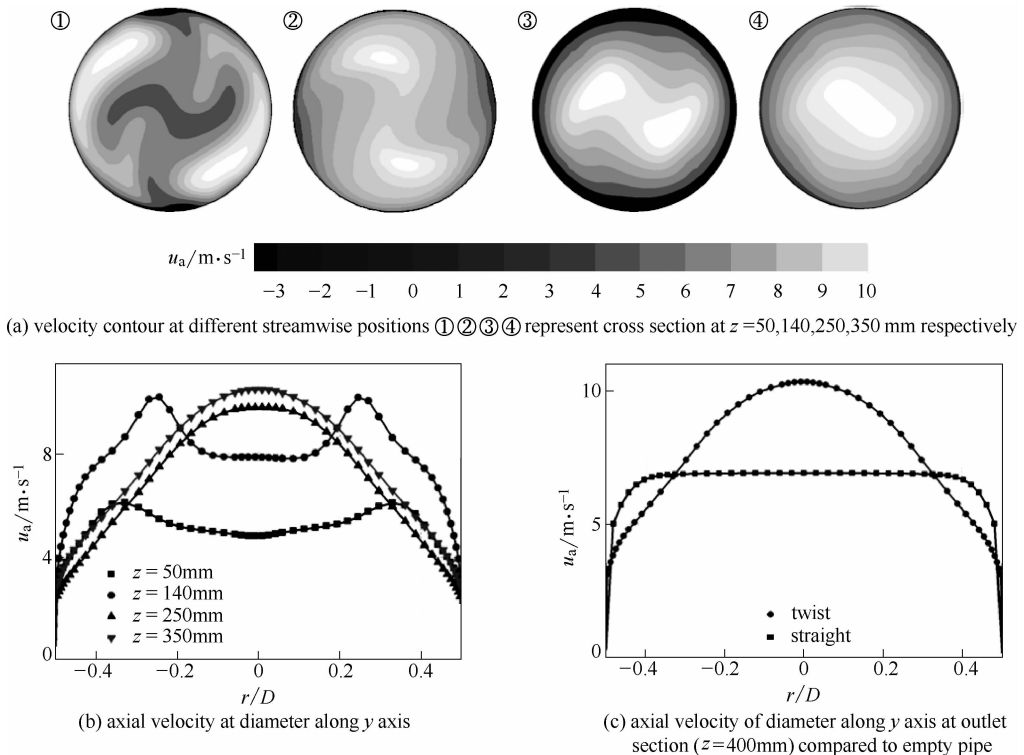 ① ② ③ ④
uₐ/m·s⁻¹
−3 −2 −1 0 1 2 3 4 5 6 7 8 9 10
(a) velocity contour at different streamwise positions ①②③④ represent cross section at z=50,140,250,350 mm respectively
uₐ/m·s⁻¹
8
4
0
z = 50mm
z = 140mm
z = 250mm
z = 350mm
−0.4 −0.2 0 0.2 0.4
r/D
(b) axial velocity at diameter along y axis
uₐ/m·s⁻¹
10
5
0
twist
straight
−0.4 −0.2 0 0.2 0.4
r/D
(c) axial velocity of diameter along y axis at outlet
section (z=400mm) compared to empty pipe